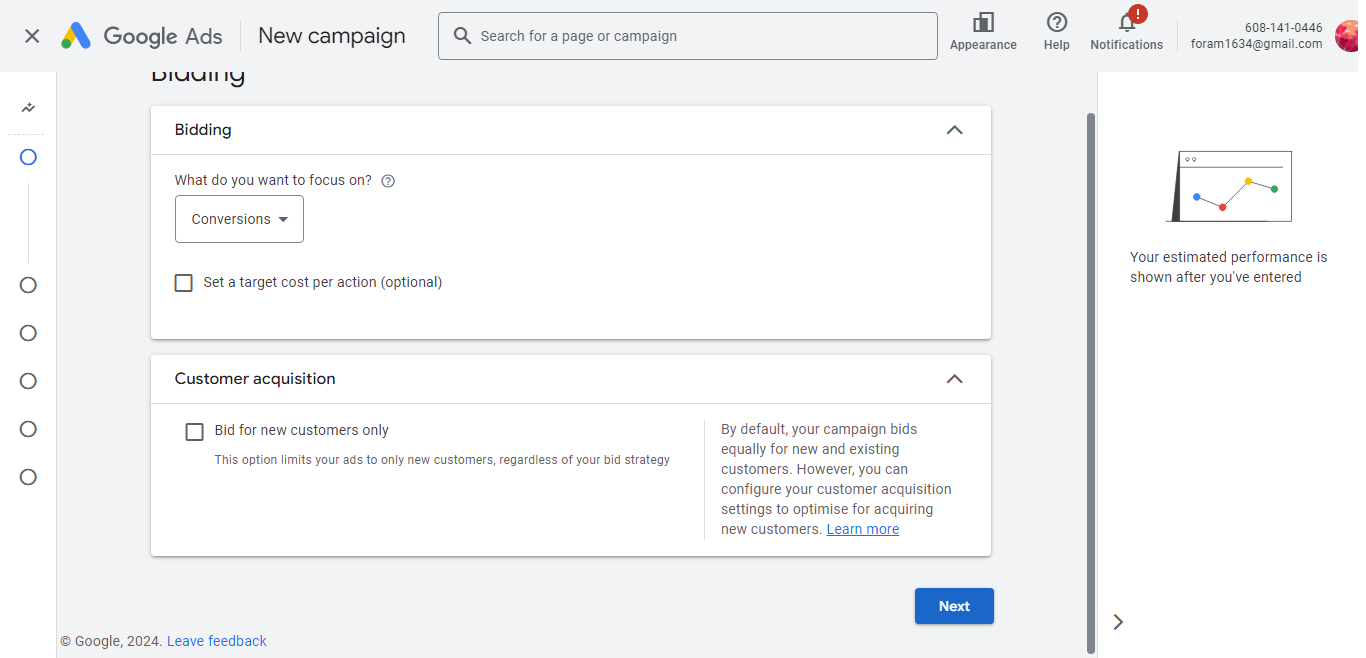 Google Ads
New campaign
Search for a page or campaign
Appearance
Help
!
Notifications
608-141-0446
foram1634@gmail.com
Bidding
Bidding
What do you want to focus on?
?
Conversions
Set a target cost per action (optional)
Customer acquisition
Bid for new customers only
This option limits your ads to only new customers, regardless of your bid strategy
By default, your campaign bids
equally for new and existing
customers. However, you can
configure your customer acquisition
settings to optimise for acquiring
new customers. Learn more
Next
© Google, 2024. Leave feedback
Your estimated performance is
shown after you've entered